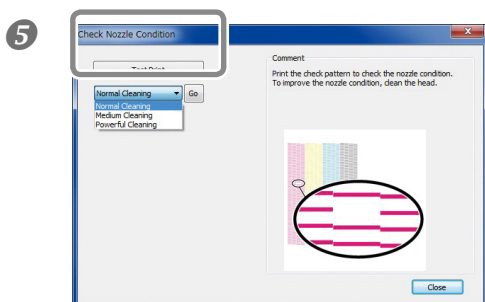 5
Check Nozzle Condition
x
Comment
Print the check pattern to check the nozzle condition.
To improve the nozzle condition, clean the head.
Test Print
Normal Cleaning
Go
Normal Cleaning
Medium Cleaning
Powerful Cleaning
Close